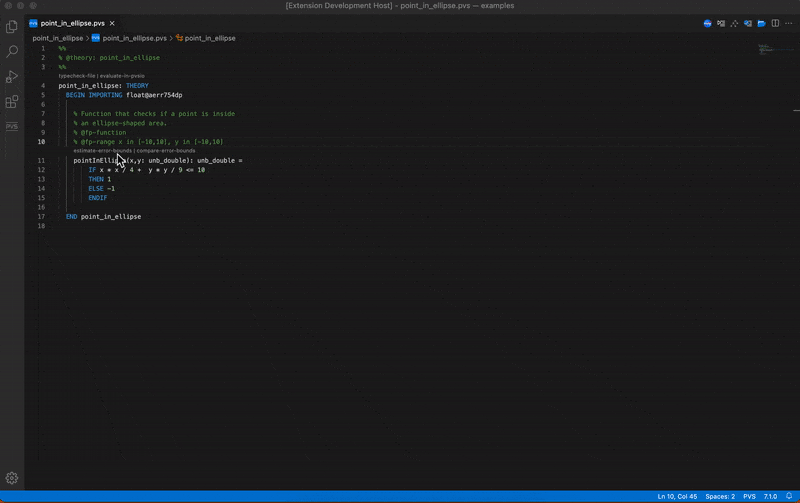 [Extension Development Host] - point_in_ellipse.pvs — examples
point_in_ellipse.pvs
point_in_ellipse > point_in_ellipse.pvs > point_in_ellipse
1 %%
2 % @theory: point_in_ellipse
3 %%
typecheck-file | evaluate-in-pvsio
4 point_in_ellipse: THEORY
5 BEGIN IMPORTING float@aerr754dp
6
7 % Function that checks if a point is inside
8 % an ellipse-shaped area.
9 % @fp-function
10 % @fp-range x in [-10,10], y in [-10,10]
estimate-error-bounds | compare-error-bounds
11 pointInEllipse(x,y: unb_double): unb_double =
12 IF x * x / 4 + y * y / 9 <= 10
13 THEN 1
14 ELSE -1
15 ENDIF
16
17 END point_in_ellipse
18
PVS
Ln 10, Col 45 Spaces: 2 PVS 7.1.0